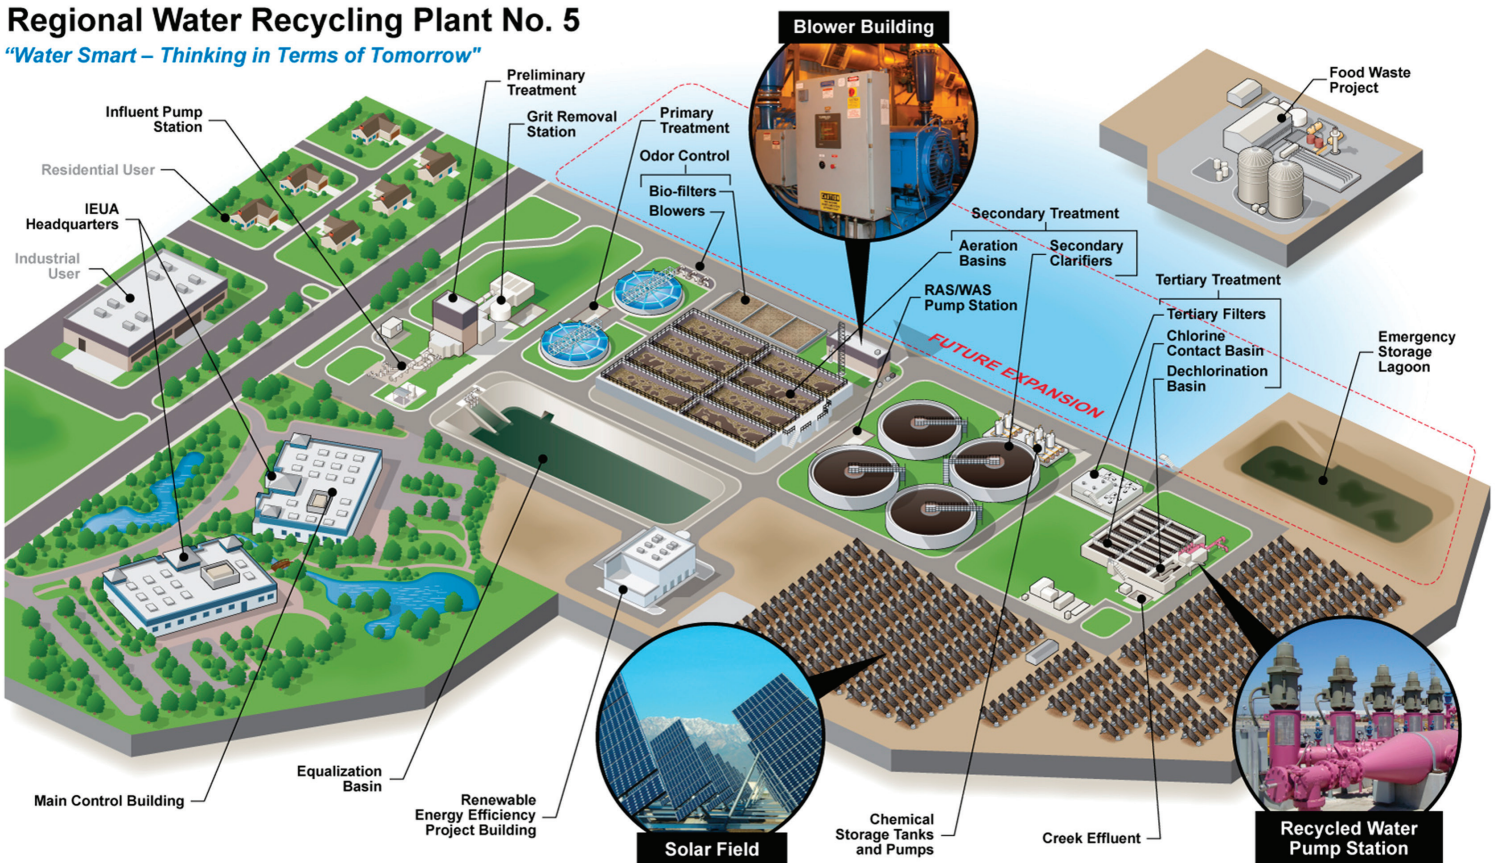 Regional Water Recycling Plant No. 5
“Water Smart – Thinking in Terms of Tomorrow"
Blower Building
Preliminary
Treatment
Influent Pump
Station
Grit Removal
Station
Primary
Treatment
Odor Control
Bio-filters
Blowers
Residential User
IEUA
Headquarters
Industrial
User
Secondary Treatment
Aeration
Basins
Secondary
Clarifiers
RAS/WAS
Pump Station
Tertiary Treatment
Tertiary Filters
Chlorine
Contact Basin
Dechlorination
Basin
Food Waste
Project
Emergency
Storage
Lagoon
FUTURE EXPANSION
Main Control Building
Equalization
Basin
Renewable
Energy Efficiency
Project Building
Solar Field
Chemical
Storage Tanks
and Pumps
Creek Effluent
Recycled Water
Pump Station